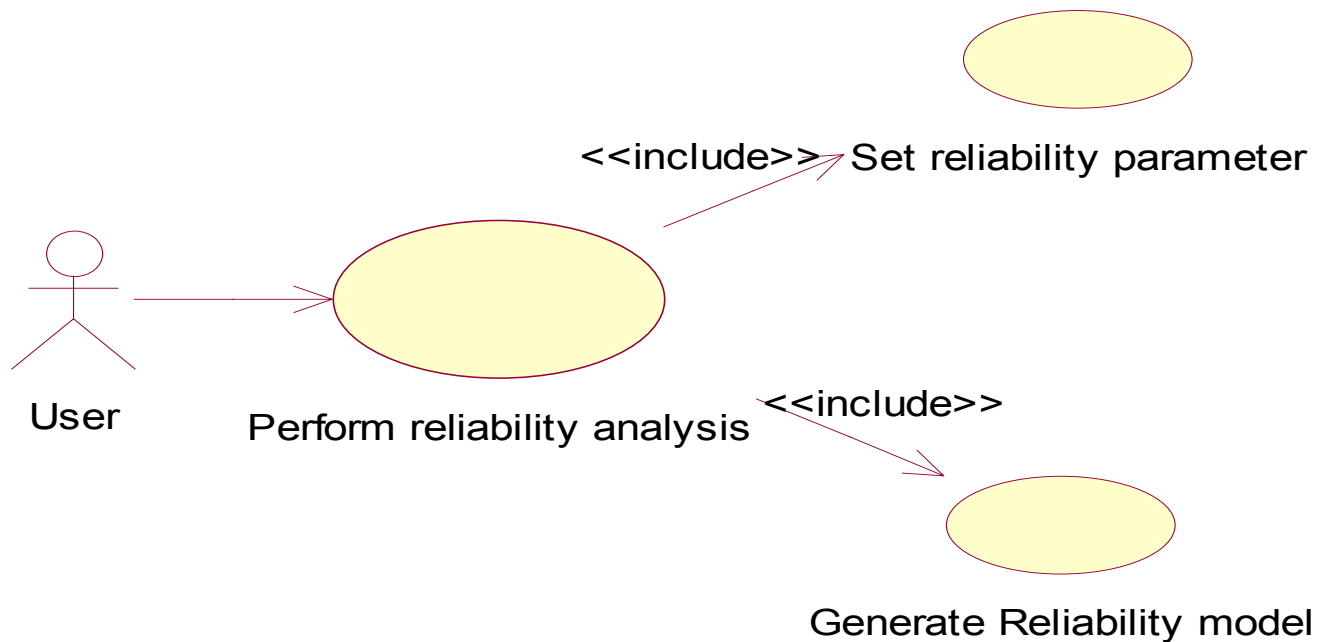 <<include>>
Set reliability parameter
User
Perform reliability analysis
<<include>>
Generate Reliability model